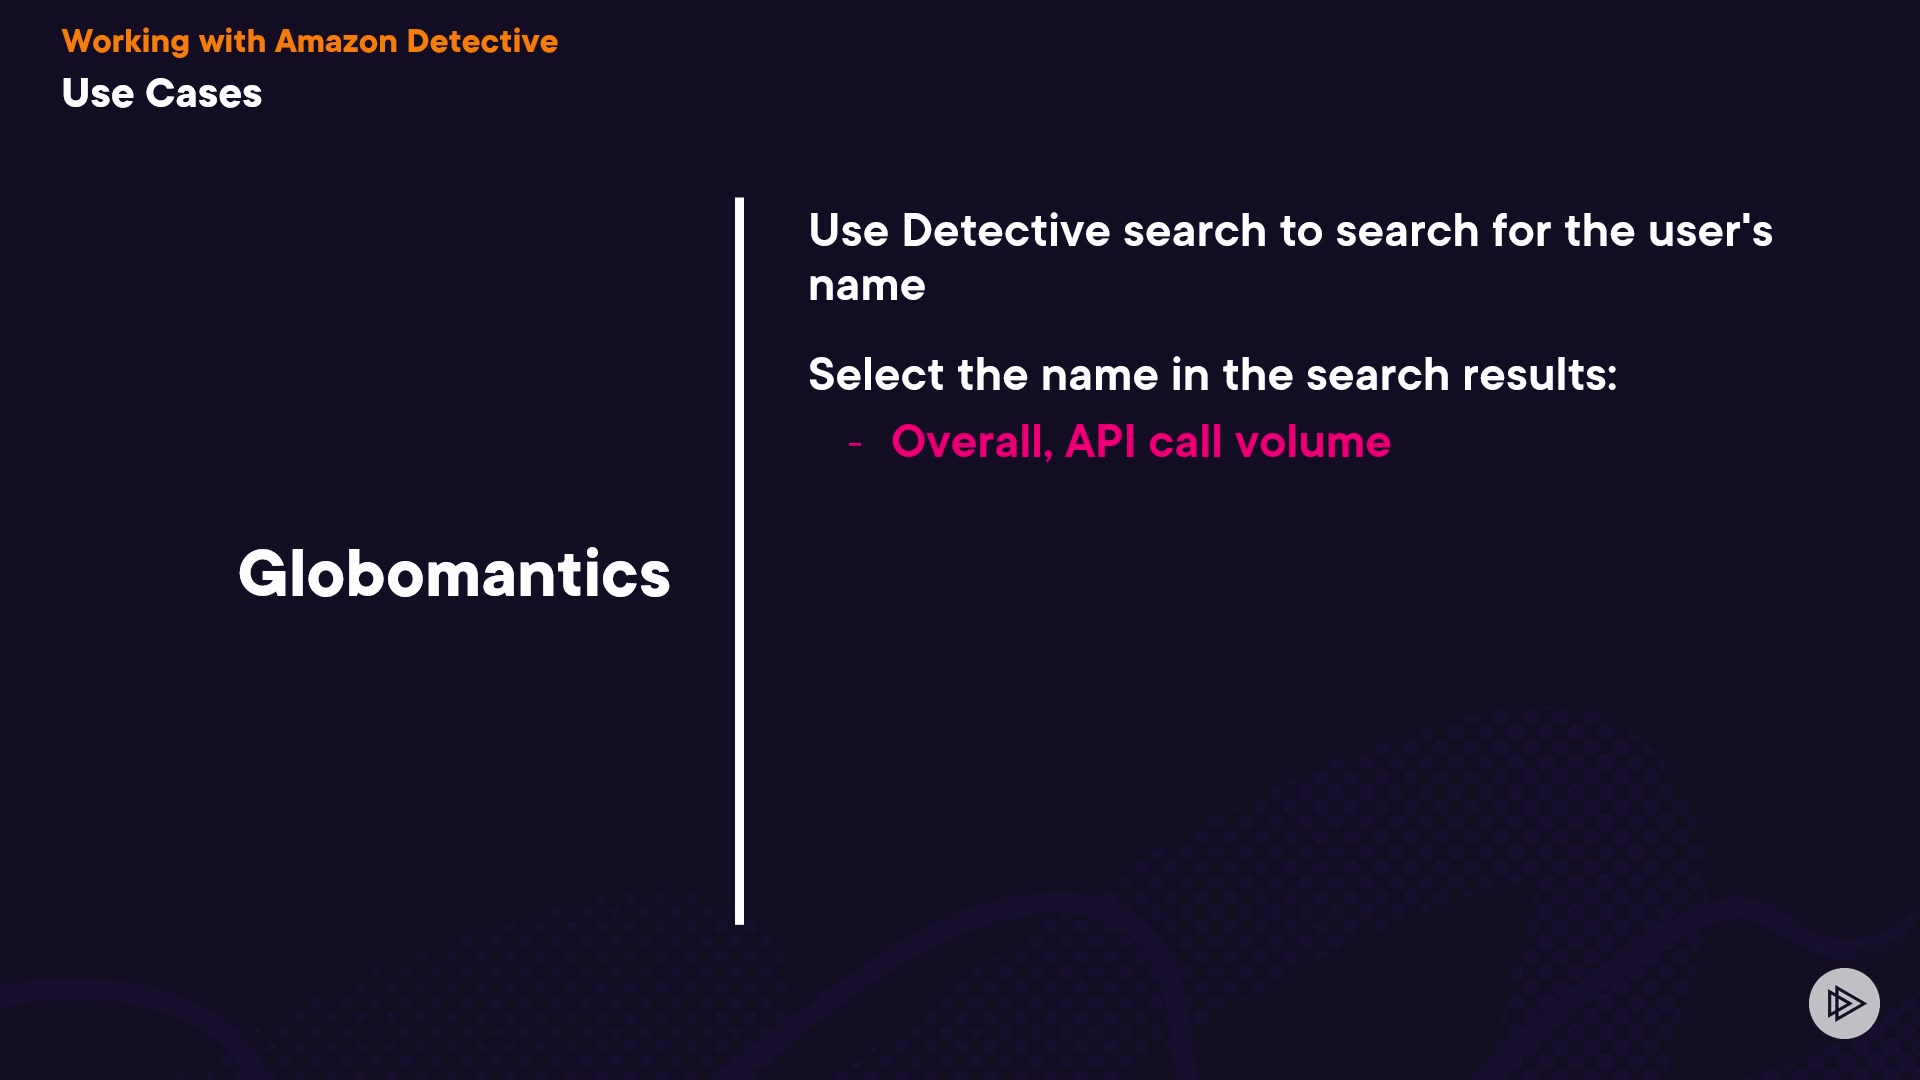 Working with Amazon Detective
Use Cases
Globomantics
Use Detective search to search for the user's
name
Select the name in the search results:
- Overall, API call volume